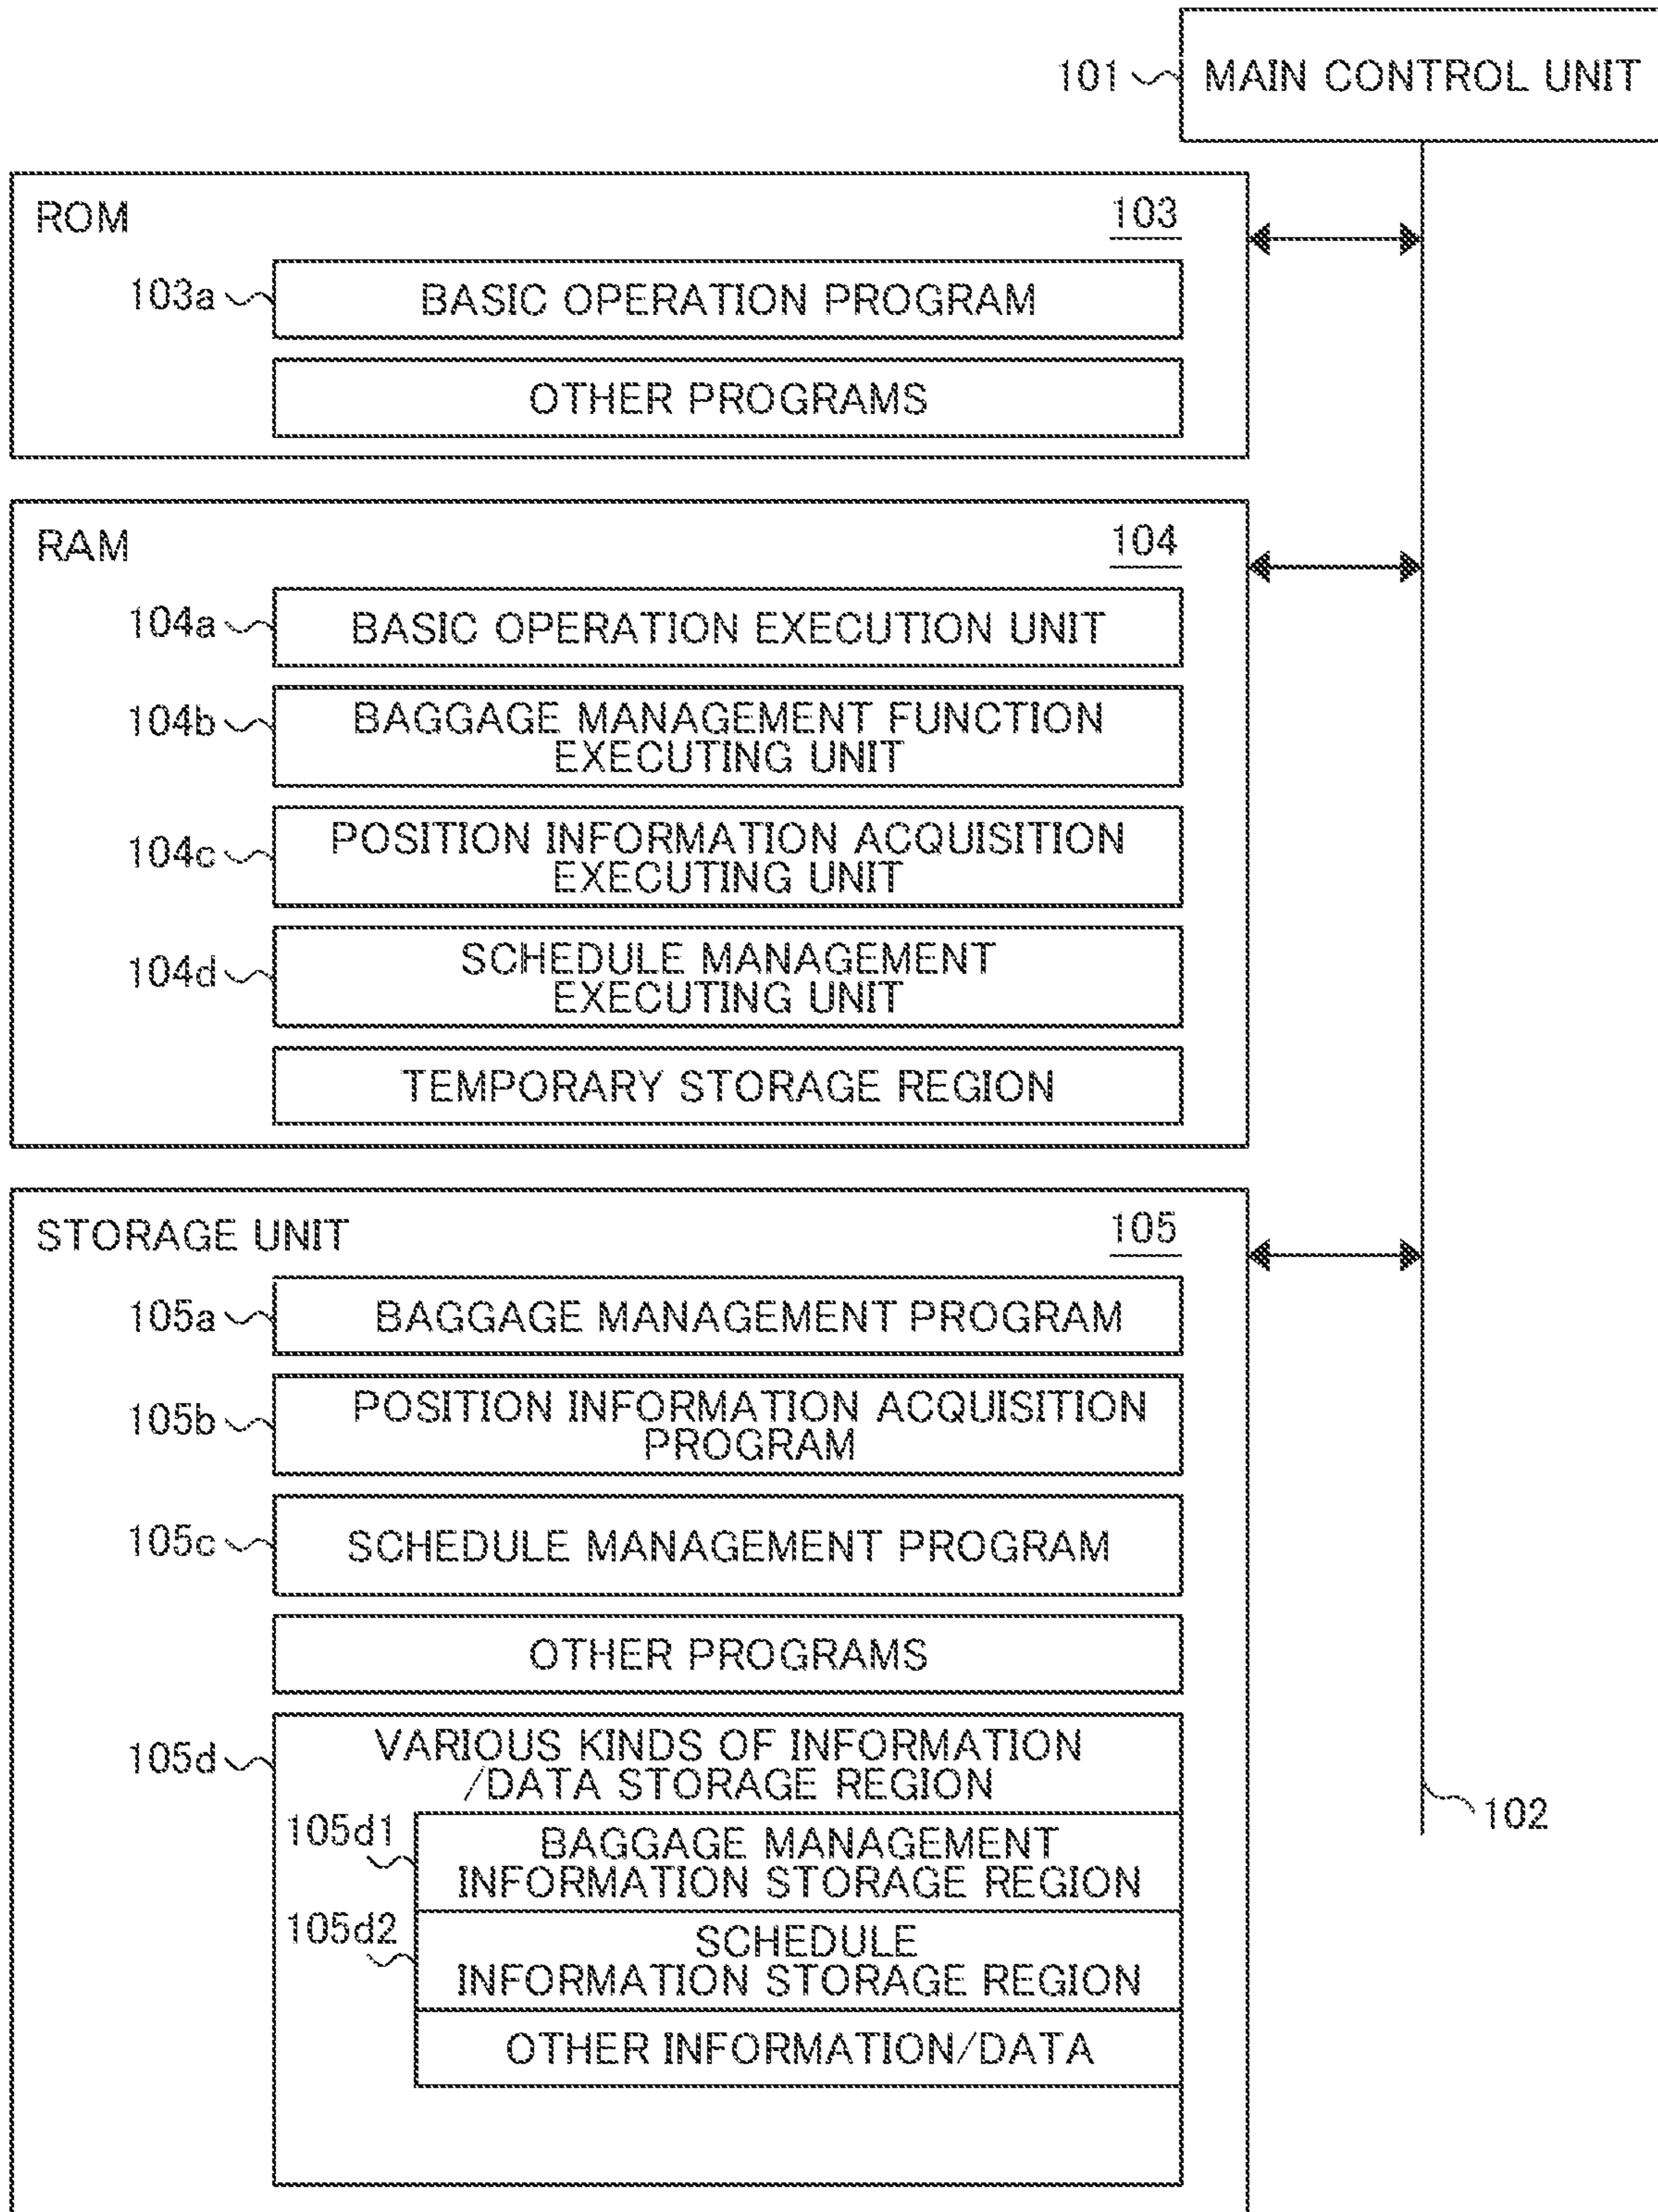 101 MAIN CONTROL UNIT
ROM 103
103a BASIC OPERATION PROGRAM
OTHER PROGRAMS
RAM 104
104a BASIC OPERATION EXECUTION UNIT
104b BAGGAGE MANAGEMENT FUNCTION
EXECUTING UNIT
104c POSITION INFORMATION ACQUISITION
EXECUTING UNIT
104d SCHEDULE MANAGEMENT
EXECUTING UNIT
TEMPORARY STORAGE REGION
STORAGE UNIT 105
105a BAGGAGE MANAGEMENT PROGRAM
105b POSITION INFORMATION ACQUISITION
PROGRAM
105c SCHEDULE MANAGEMENT PROGRAM
OTHER PROGRAMS
105d VARIOUS KINDS OF INFORMATION
/DATA STORAGE REGION
105d1 BAGGAGE MANAGEMENT
INFORMATION STORAGE REGION
105d2 SCHEDULE
INFORMATION STORAGE REGION
OTHER INFORMATION/DATA
102